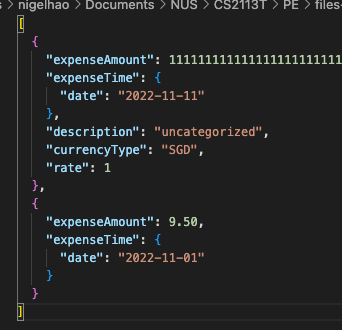 s › nigelhao › Documents › NUS › CS2113T › PE › files-
[
{
"expenseAmount": 1111111111111111111111111
"expenseTime": {
"date": "2022-11-11"
},
"description": "uncategorized",
"currencyType": "SGD",
"rate": 1
},
{
"expenseAmount": 9.50,
"expenseTime": {
"date": "2022-11-01"
}
}
]